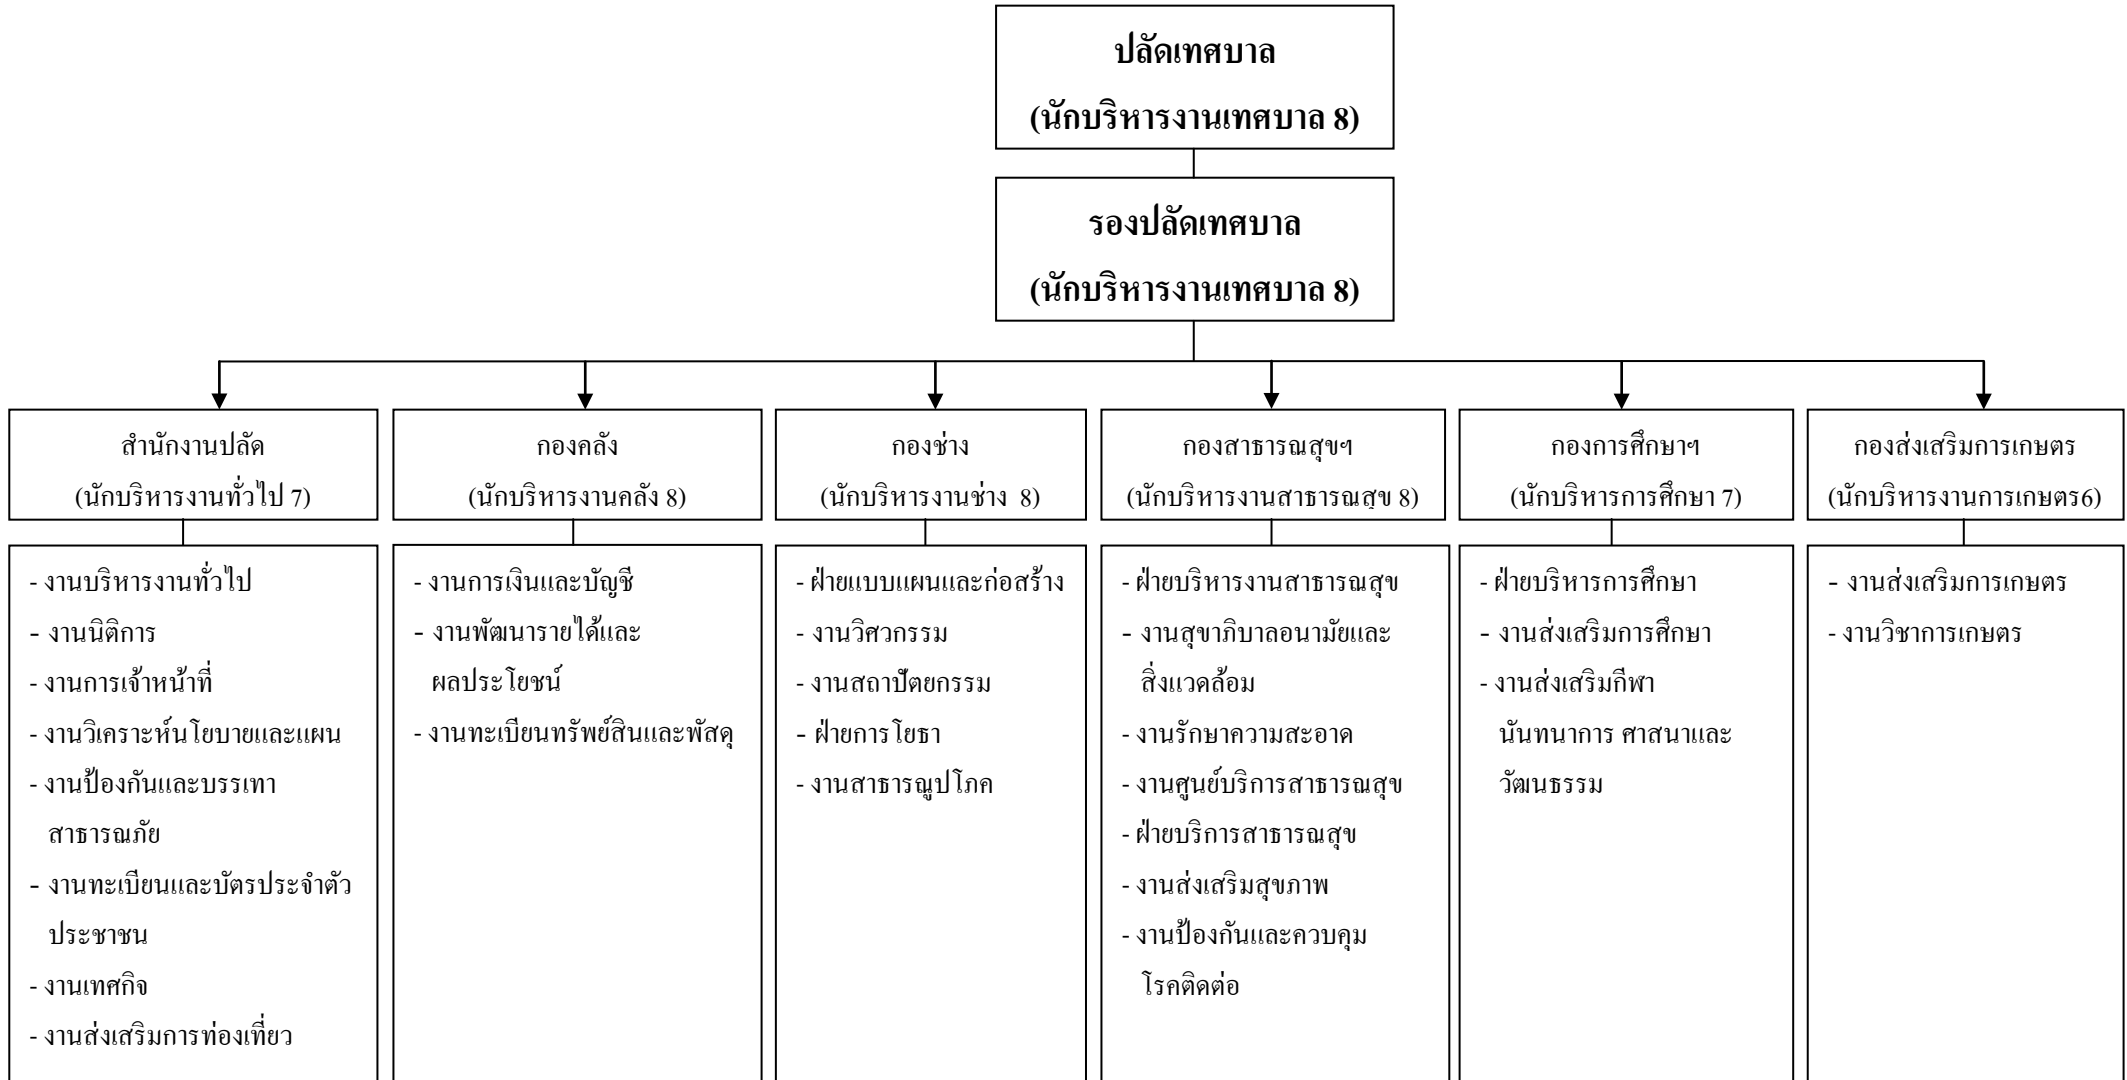 ปลัดเทศบาล
(นักบริหารงานเทศบาล 8)
รองปลัดเทศบาล
(นักบริหารงานเทศบาล 8)
สำนักงานปลัด
(นักบริหารงานทั่วไป 7)
กองคลัง
(นักบริหารงานคลัง 8)
กองช่าง
(นักบริหารงานช่าง 8)
กองสาธารณสุขฯ
(นักบริหารงานสาธารณสุข 8)
กองการศึกษาฯ
(นักบริหารการศึกษา 7)
กองส่งเสริมการเกษตร
(นักบริหารงานการเกษตร6)
- งานบริหารงานทั่วไป
- งานนิติการ
- งานการเจ้าหน้าที่
- งานวิเคราะห์นโยบายและแผน
- งานป้องกันและบรรเทา
สาธารณภัย
- งานทะเบียนและบัตรประจำตัว
ประชาชน
- งานเทศกิจ
- งานส่งเสริมการท่องเที่ยว
- งานการเงินและบัญชี
- งานพัฒนารายได้และ
ผลประโยชน์
- งานทะเบียนทรัพย์สินและพัสดุ
- ฝ่ายแบบแผนและก่อสร้าง
- งานวิศวกรรม
- งานสถาปัตยกรรม
- ฝ่ายการโยธา
- งานสาธารณูปโภค
- ฝ่ายบริหารงานสาธารณสุข
- งานสุขาภิบาลอนามัยและ
สิ่งแวดล้อม
- งานรักษาความสะอาด
- งานศูนย์บริการสาธารณสุข
- ฝ่ายบริการสาธารณสุข
- งานส่งเสริมสุขภาพ
- งานป้องกันและควบคุม
โรคติดต่อ
- ฝ่ายบริหารการศึกษา
- งานส่งเสริมการศึกษา
- งานส่งเสริมกีฬา
นันทนาการ ศาสนาและ
วัฒนธรรม
- งานส่งเสริมการเกษตร
- งานวิชาการเกษตร